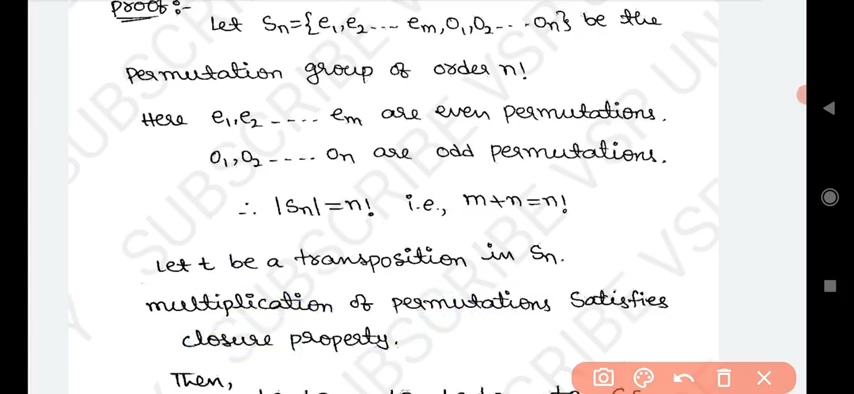 Proof:-
Let Sn={e1,e2.... em,O1,O2... On} be the
permutation group of order n!
Here e1,e2 ..... em are even permutations.
O1,O2 ..... On are odd permutations.
∴ |Sn|=n! i.e., m+n=n!
Let t be a transposition in Sn.
multiplication of permutations Satisfies
closure property.
Then,